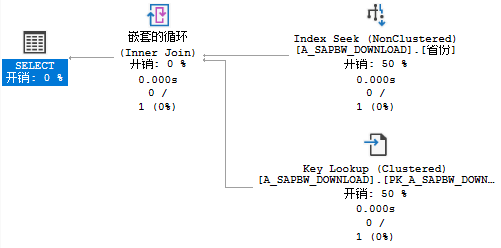 SELECT
开销: 0 %
嵌套的循环
(Inner Join)
开销: 0 %
0.000s
0 /
1 (0%)
Index Seek (NonClustered)
[A_SAPBW_DOWNLOAD].[省份]
开销: 50 %
0.000s
0 /
1 (0%)
Key Lookup (Clustered)
[A_SAPBW_DOWNLOAD].[PK_A_SAPBW_DOWN…
开销: 50 %
0.000s
0 /
1 (0%)